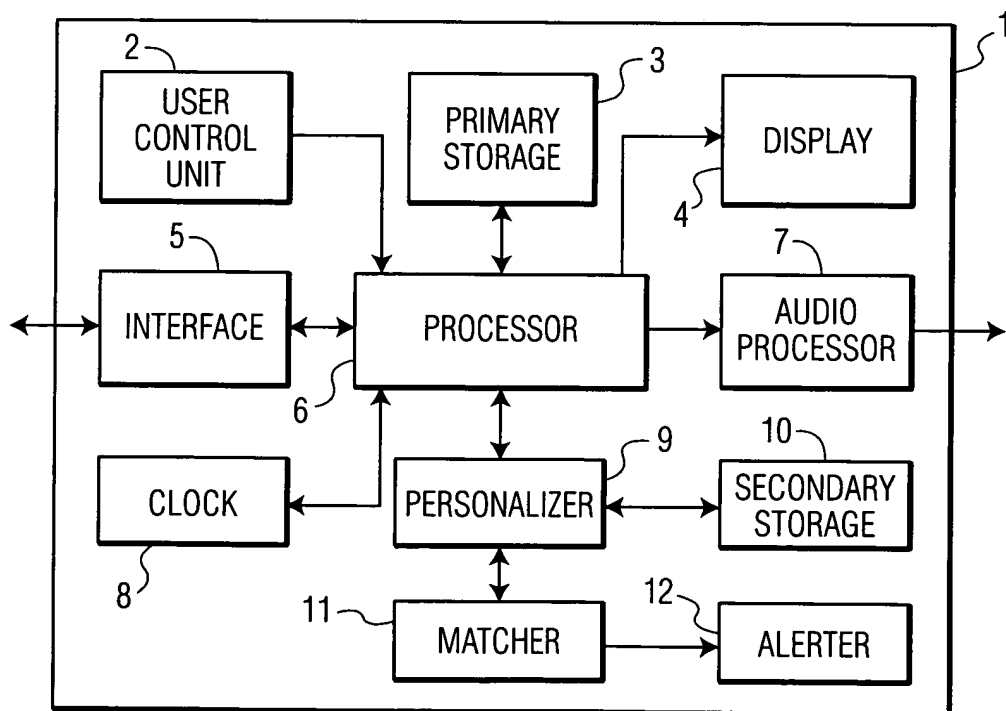 1
2
USER
CONTROL
UNIT
3
PRIMARY
STORAGE
DISPLAY
4
5
INTERFACE
PROCESSOR
6
7
AUDIO
PROCESSOR
CLOCK
8
9
PERSONALIZER
10
SECONDARY
STORAGE
11
MATCHER
12
ALERTER